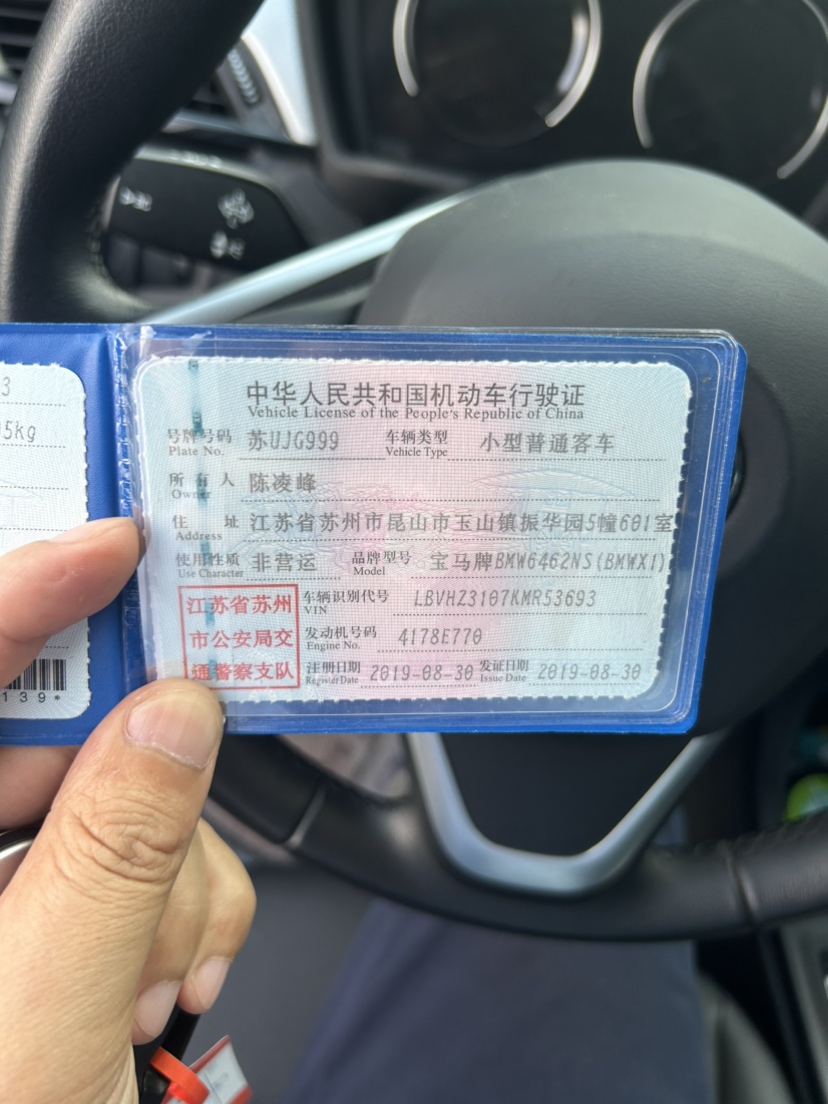 中华人民共和国机动车行驶证
Vehicle License of the People's Republic of China
号牌号码 苏UJG999 车辆类型 小型普通客车
Plate No. Vehicle Type
所有人 陈凌峰
Owner
住址 江苏省苏州市昆山市玉山镇振华园5幢601室
Address
使用性质 非营运 品牌型号 宝马牌BMW6462NS(BMWX1)
Use Character Model
江苏省苏州 车辆识别代号 LBVHZ3107KMR53693
VIN
市公安局交 发动机号码 4178E770
Engine No.
通警察支队 注册日期 2019-08-30 发证日期 2019-08-30
Register Date Issue Date
3
5kg
139*